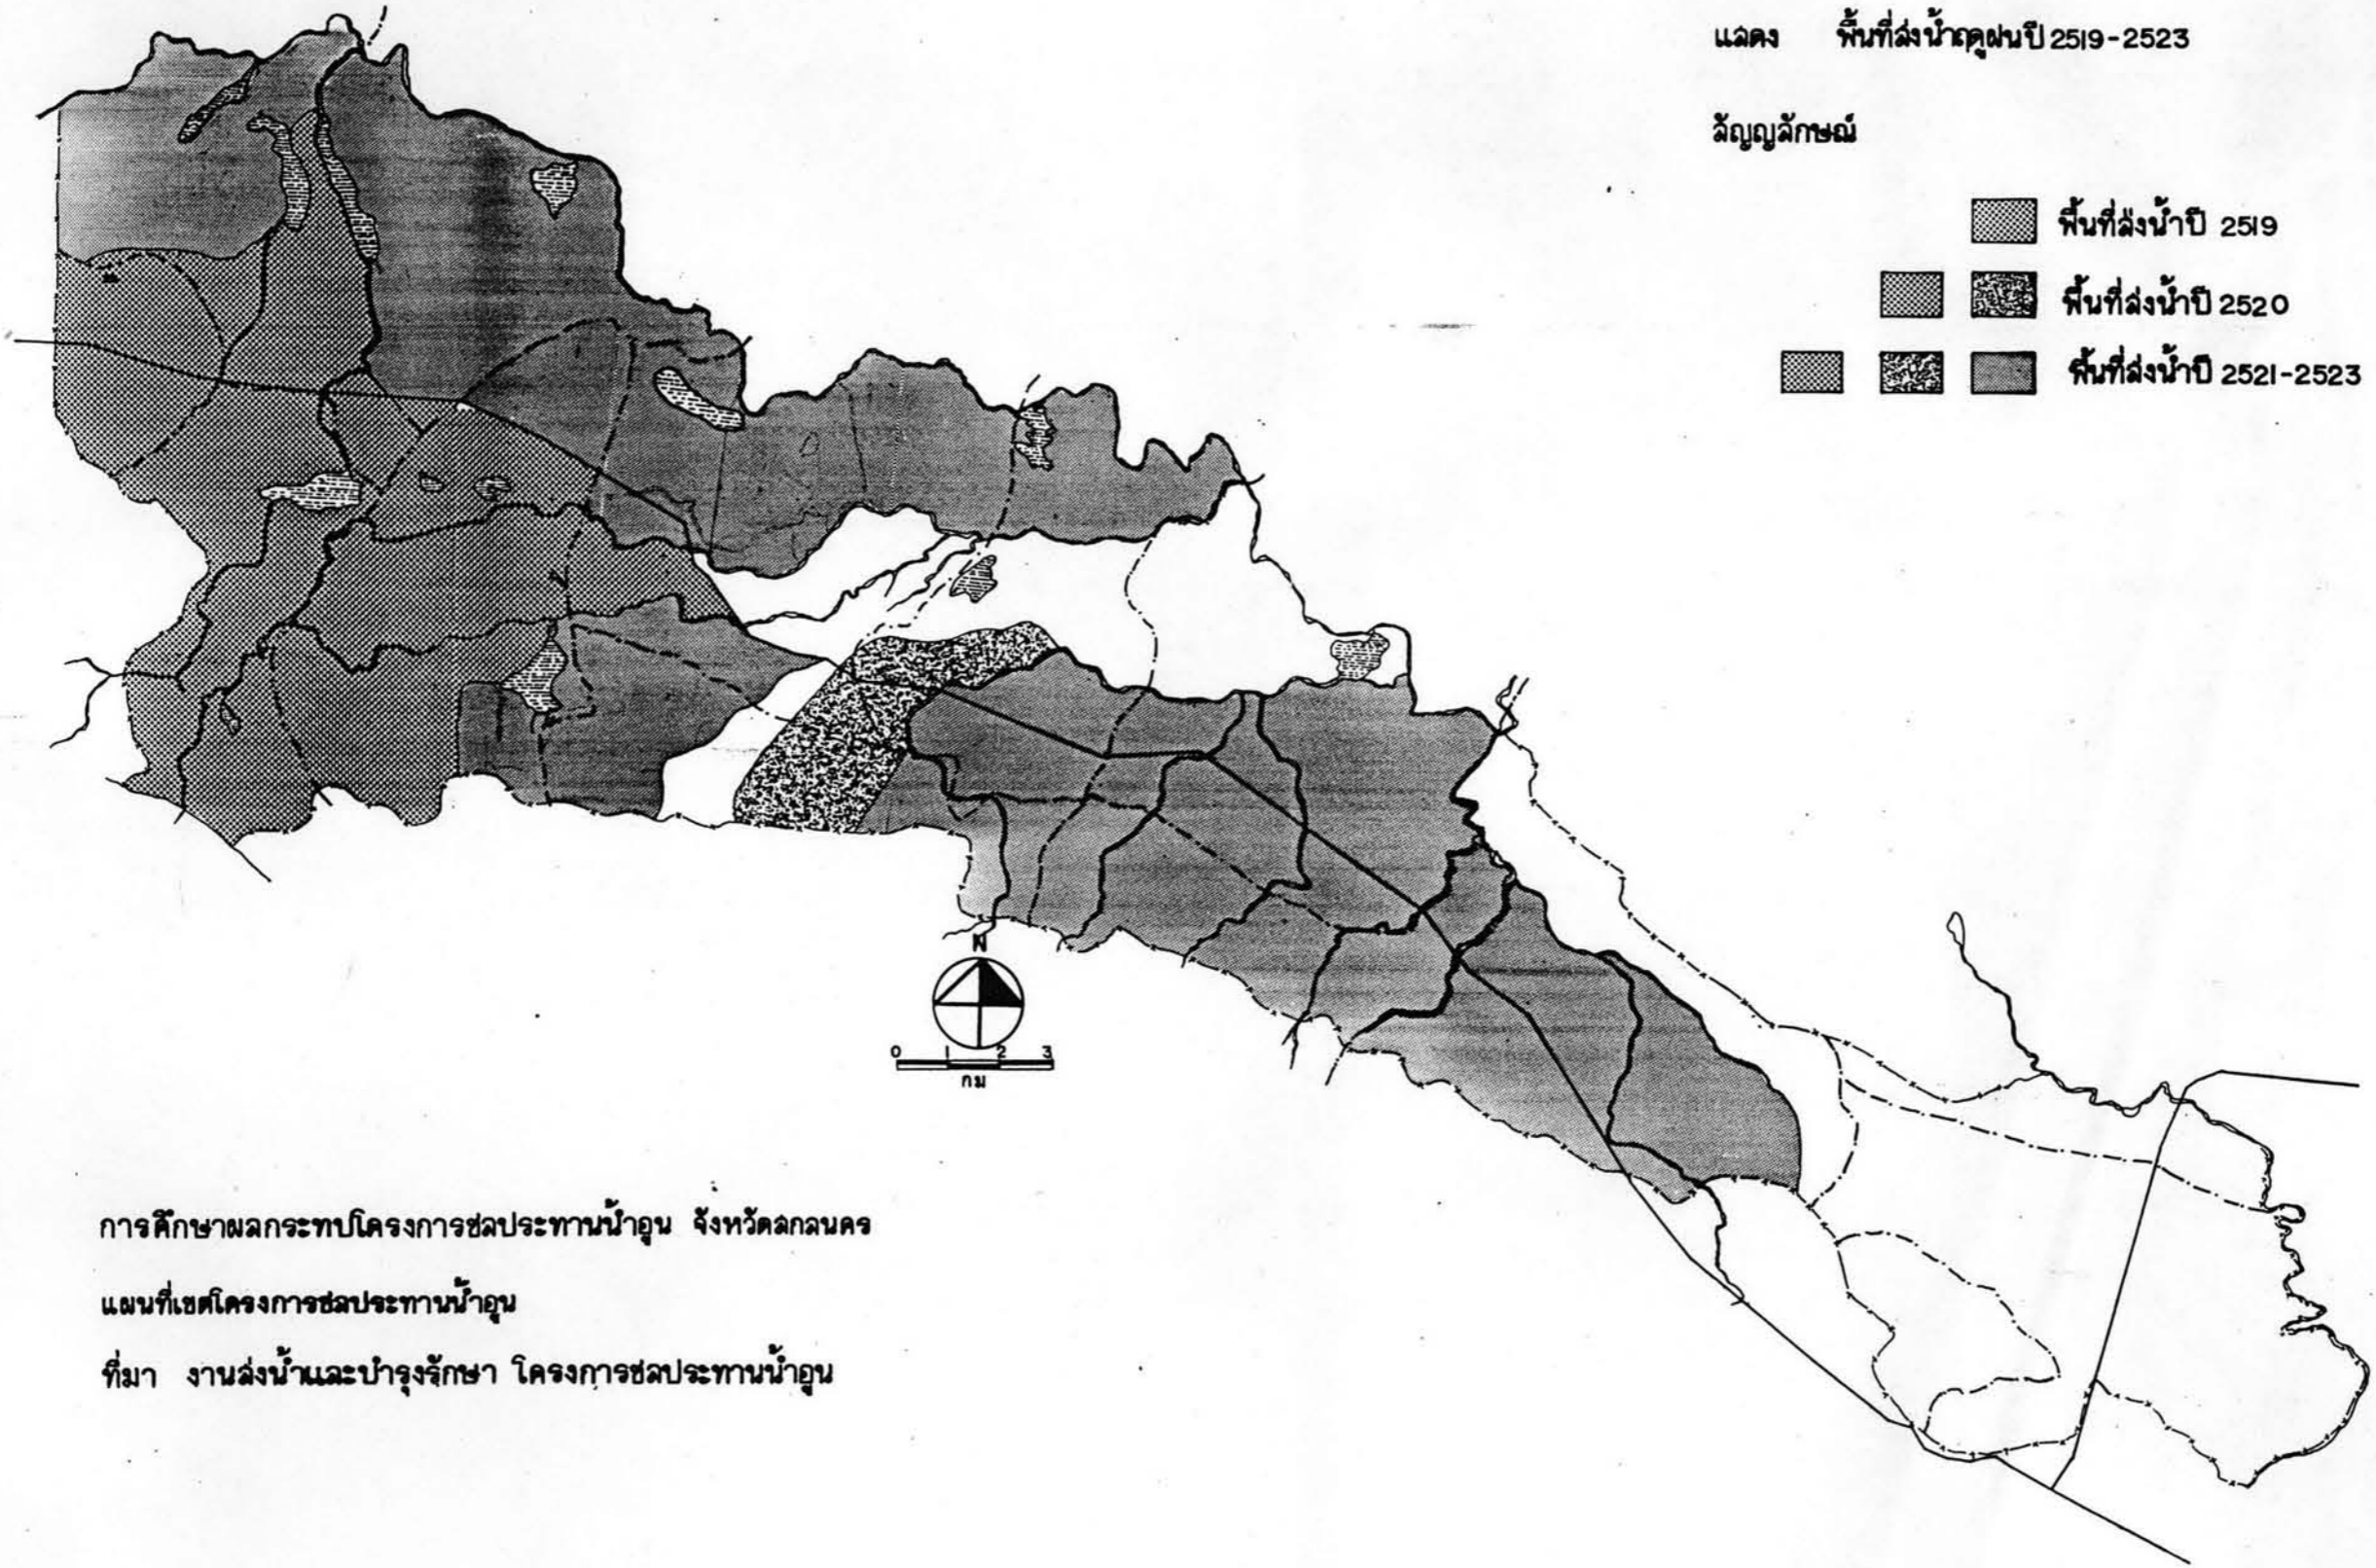 แสดง พื้นที่ส่งน้ำฤดูฝนปี 2519-2523
สัญญลักษณ์
พื้นที่ส่งน้ำปี 2519
พื้นที่ส่งน้ำปี 2520
พื้นที่ส่งน้ำปี 2521-2523
N
0 1 2 3
กม
การศึกษาผลกระทบโครงการชลประทานน้ำอูน จังหวัดสกลนคร
แผนที่เขตโครงการชลประทานน้ำอูน
ที่มา งานส่งน้ำและบำรุงรักษา โครงการชลประทานน้ำอูน